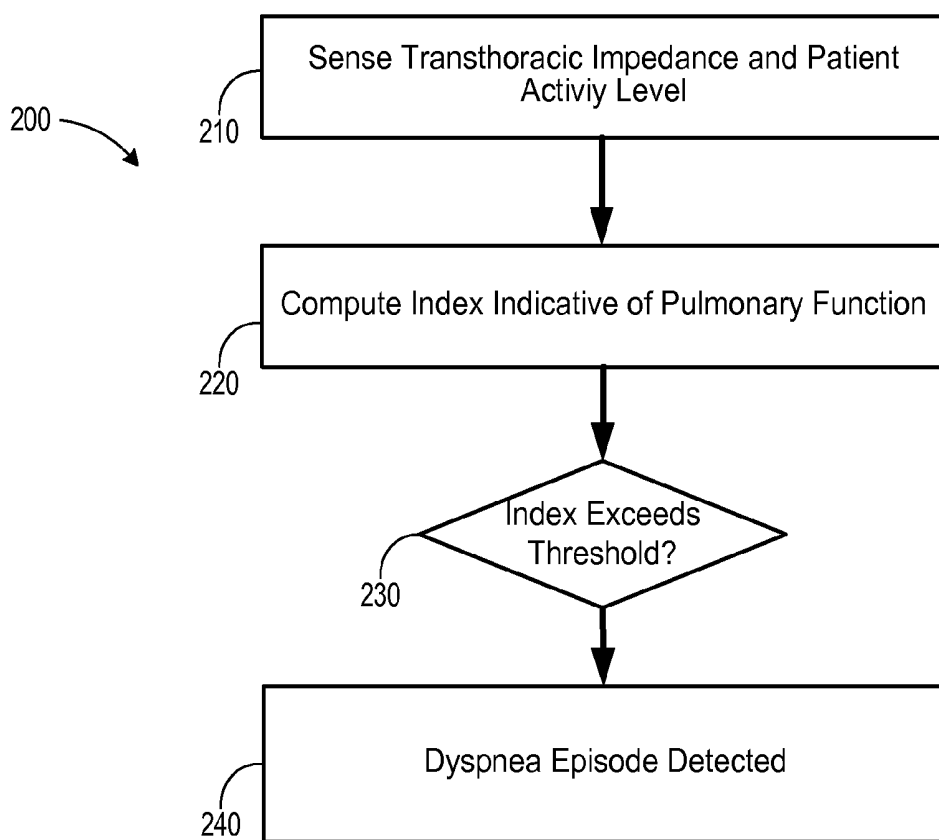 Sense Transthoracic Impedance and Patient
Activiy Level
210
200
Compute Index Indicative of Pulmonary Function
220
Index Exceeds
Threshold?
230
Dyspnea Episode Detected
240